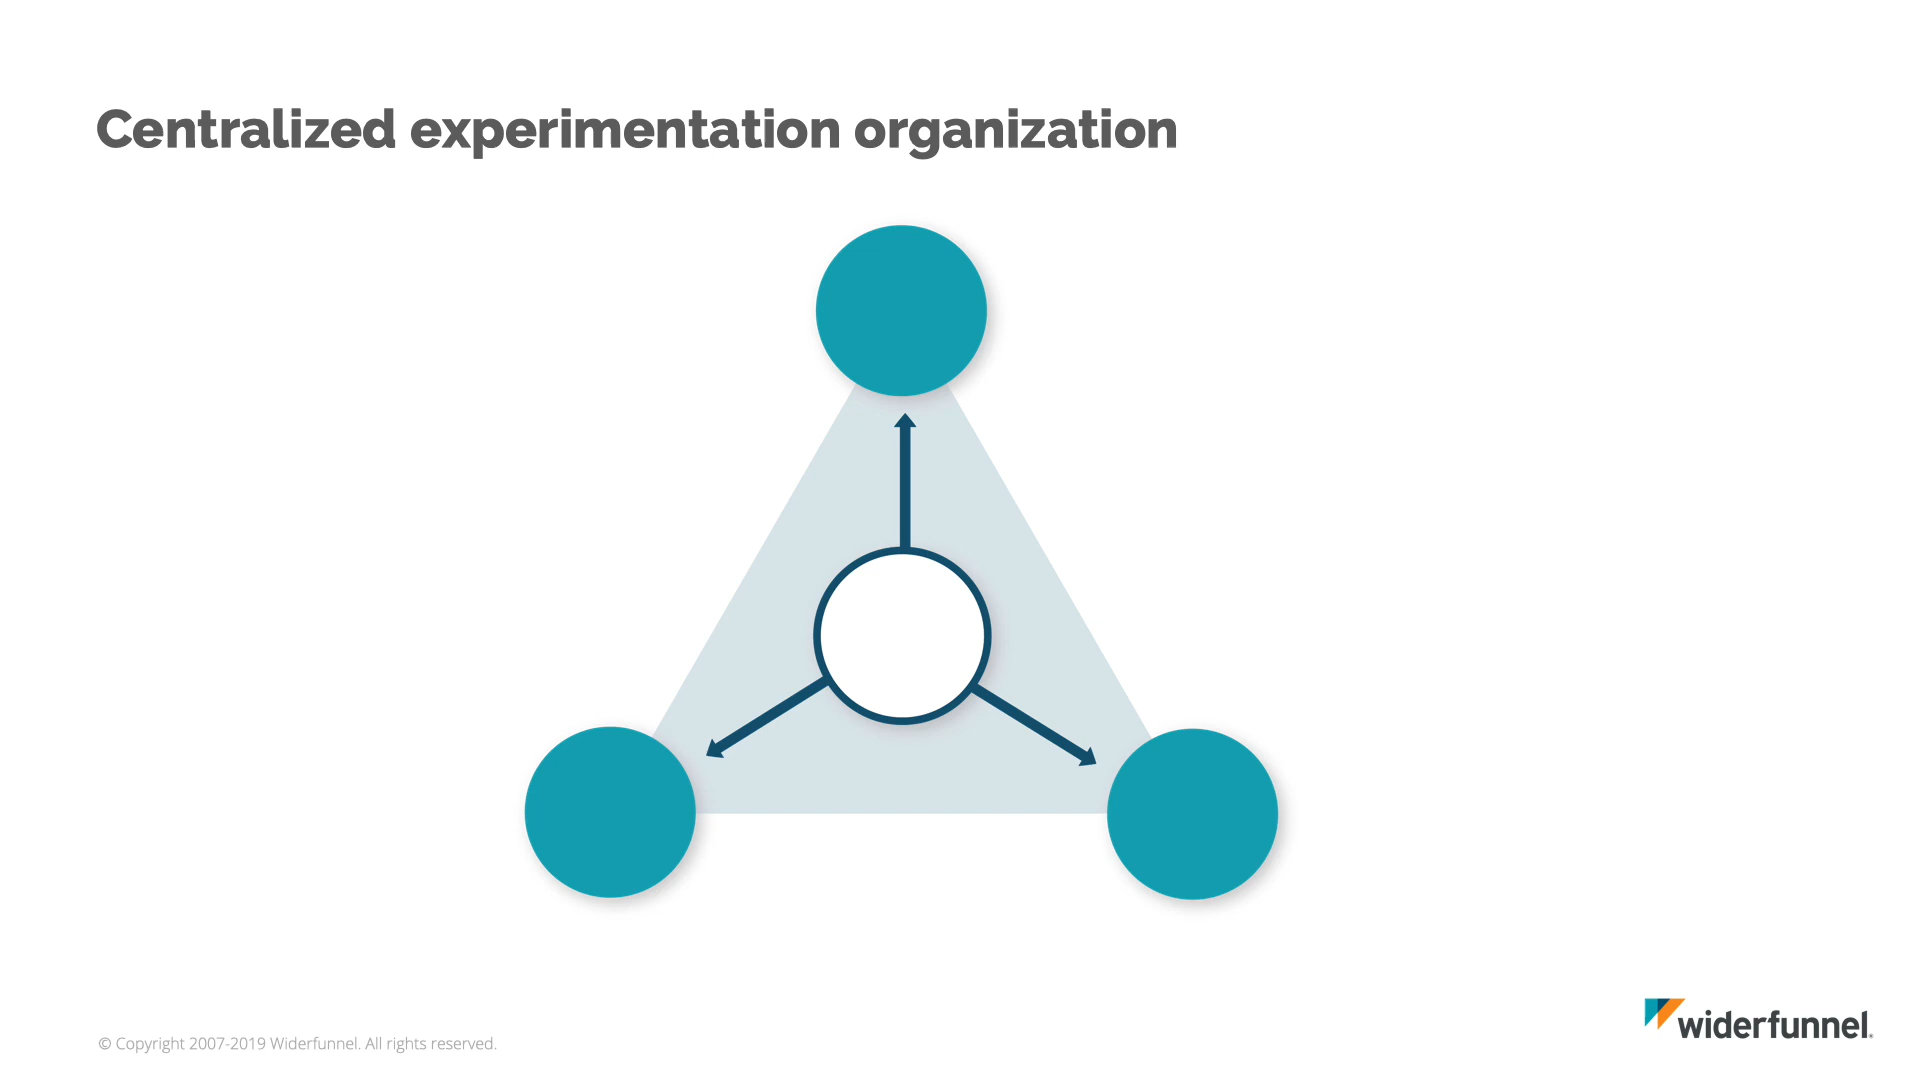 Centralized experimentation organization
© Copyright 2007-2019 Widerfunnel. All rights reserved.
widerfunnel